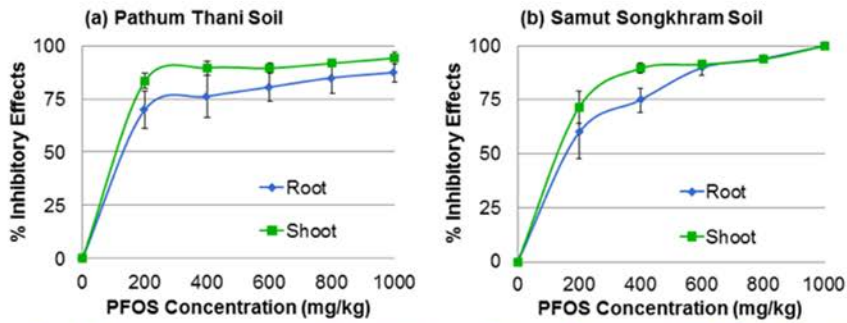 (a) Pathum Thani Soil
% Inhibitory Effects
100
75
50
25
0
Root
Shoot
0 200 400 600 800 1000
PFOS Concentration (mg/kg)
(b) Samut Songkhram Soil
% Inhibitory Effects
100
75
50
25
0
Root
Shoot
0 200 400 600 800 1000
PFOS Concentration (mg/kg)